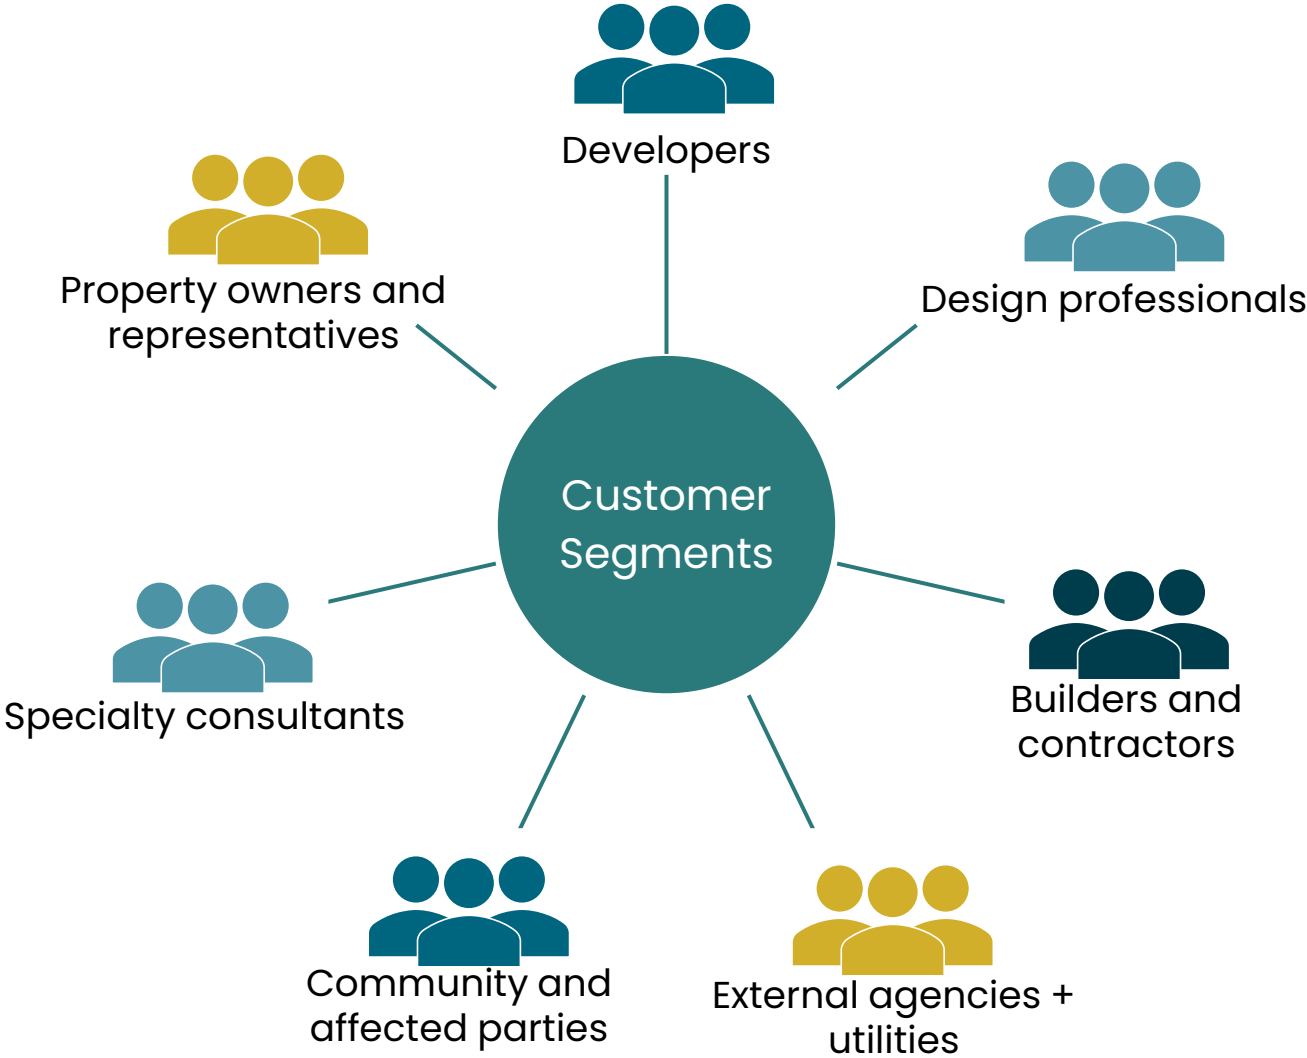 Developers
Property owners and
representatives
Design professionals
Customer
Segments
Specialty consultants
Builders and
contractors
Community and
affected parties
External agencies +
utilities